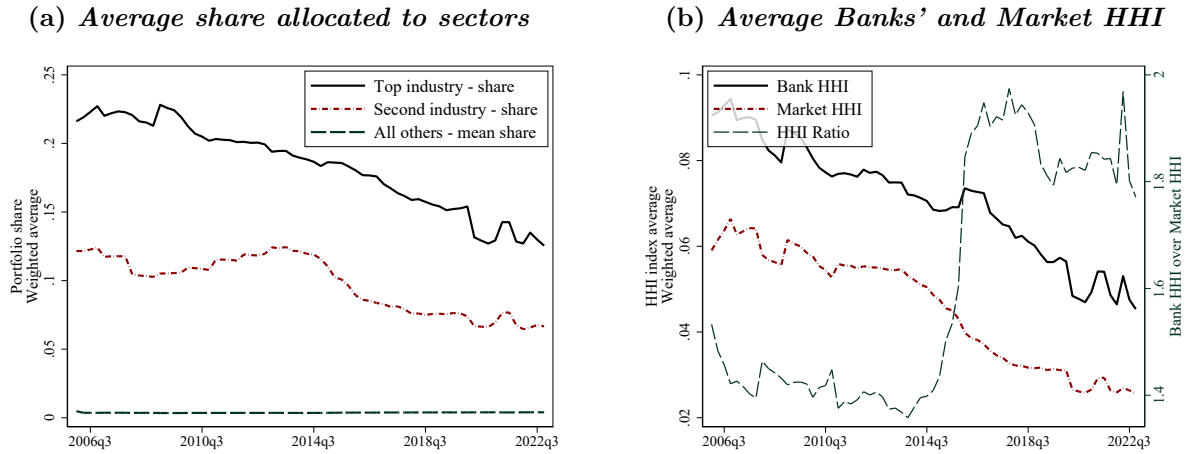 (a) Average share allocated to sectors
.25
.2
.15
.1
.05
0
Portfolio share
Weighted average
Top industry - share
Second industry - share
All others - mean share
2006q3 2010q3 2014q3 2018q3 2022q3
(b) Average Banks' and Market HHI
.1
.08
.06
.04
.02
HHI index average
Weighted average
Bank HHI
Market HHI
HHI Ratio
2
1.8
1.6
1.4
Bank HHI over Market HHI
2006q3 2010q3 2014q3 2018q3 2022q3